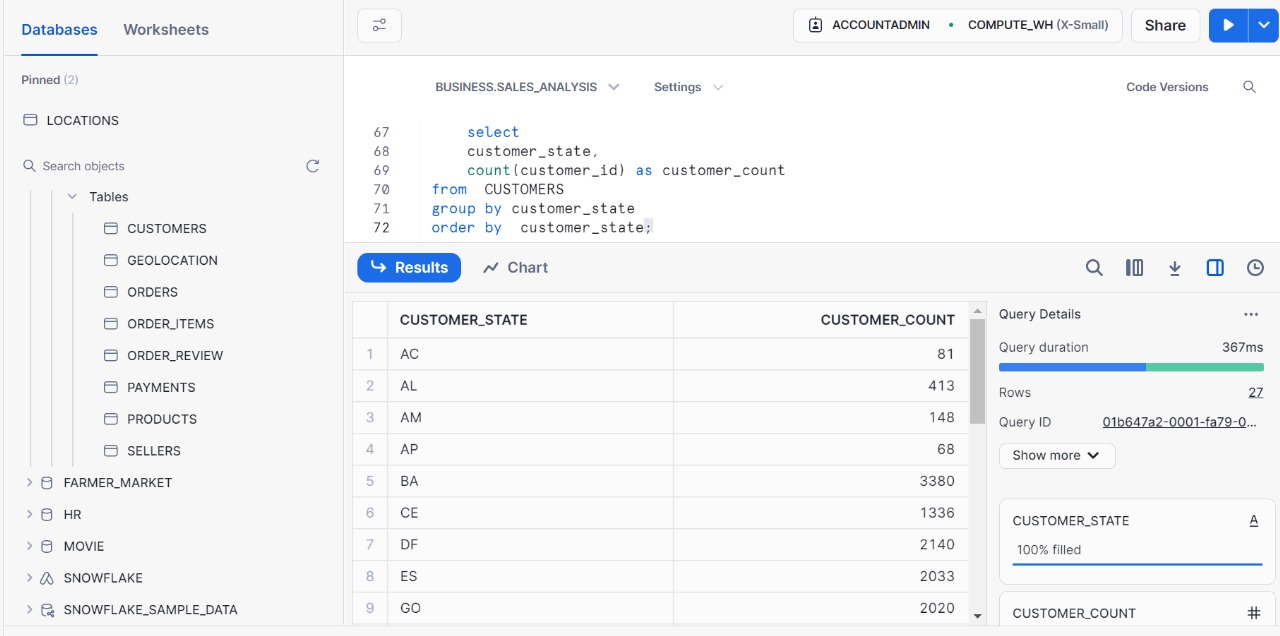 Databases Worksheets
Pinned (2)
LOCATIONS
Search objects
Tables
CUSTOMERS
GEOLOCATION
ORDERS
ORDER_ITEMS
ORDER_REVIEW
PAYMENTS
PRODUCTS
SELLERS
FARMER_MARKET
HR
MOVIE
SNOWFLAKE
SNOWFLAKE_SAMPLE_DATA
ACCOUNTADMIN • COMPUTE_WH (X-Small) Share
BUSINESS.SALES_ANALYSIS Settings Code Versions
67 select
68 customer_state,
69 count(customer_id) as customer_count
70 from CUSTOMERS
71 group by customer_state
72 order by customer_state;
Results Chart
CUSTOMER_STATE CUSTOMER_COUNT
1 AC 81
2 AL 413
3 AM 148
4 AP 68
5 BA 3380
6 CE 1336
7 DF 2140
8 ES 2033
9 GO 2020
Query Details ...
Query duration 367ms
Rows 27
Query ID 01b647a2-0001-fa79-0...
Show more
CUSTOMER_STATE A
100% filled
CUSTOMER_COUNT #